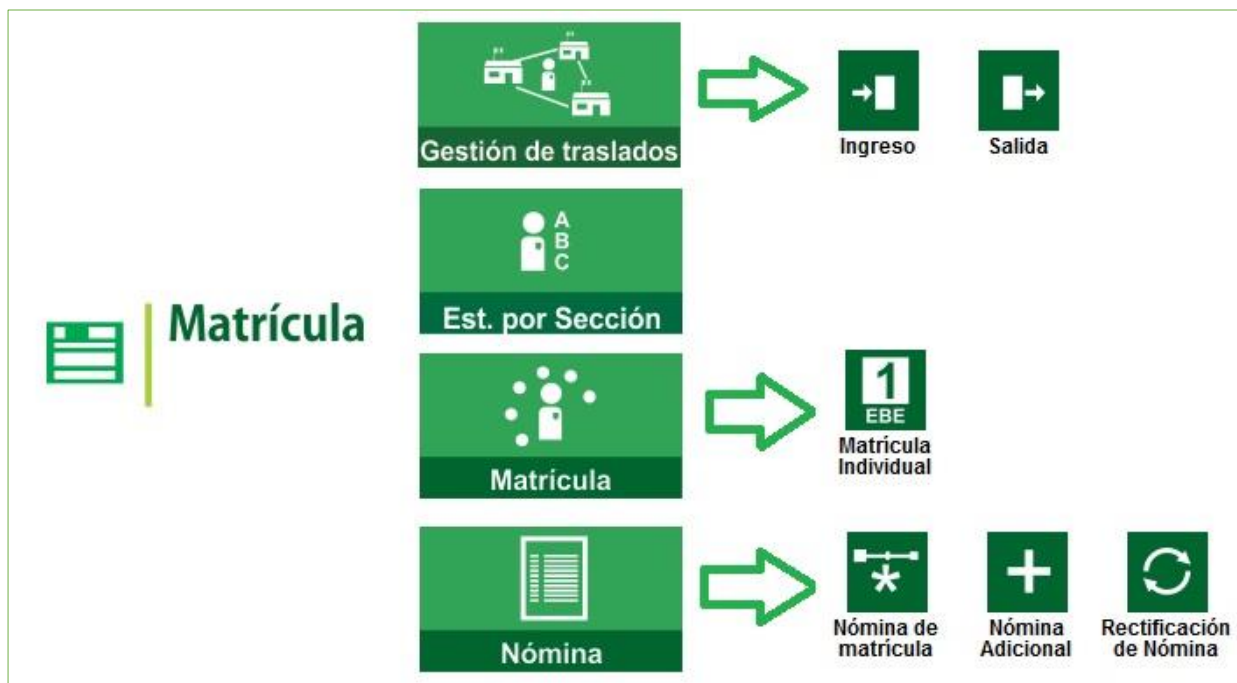 Matrícula
Gestión de traslados
Ingreso
Salida
A
B
C
Est. por Sección
1
EBE
Matrícula
Matrícula
Individual
Nómina
Nómina de
matrícula
Nómina
Adicional
Rectificación
de Nómina